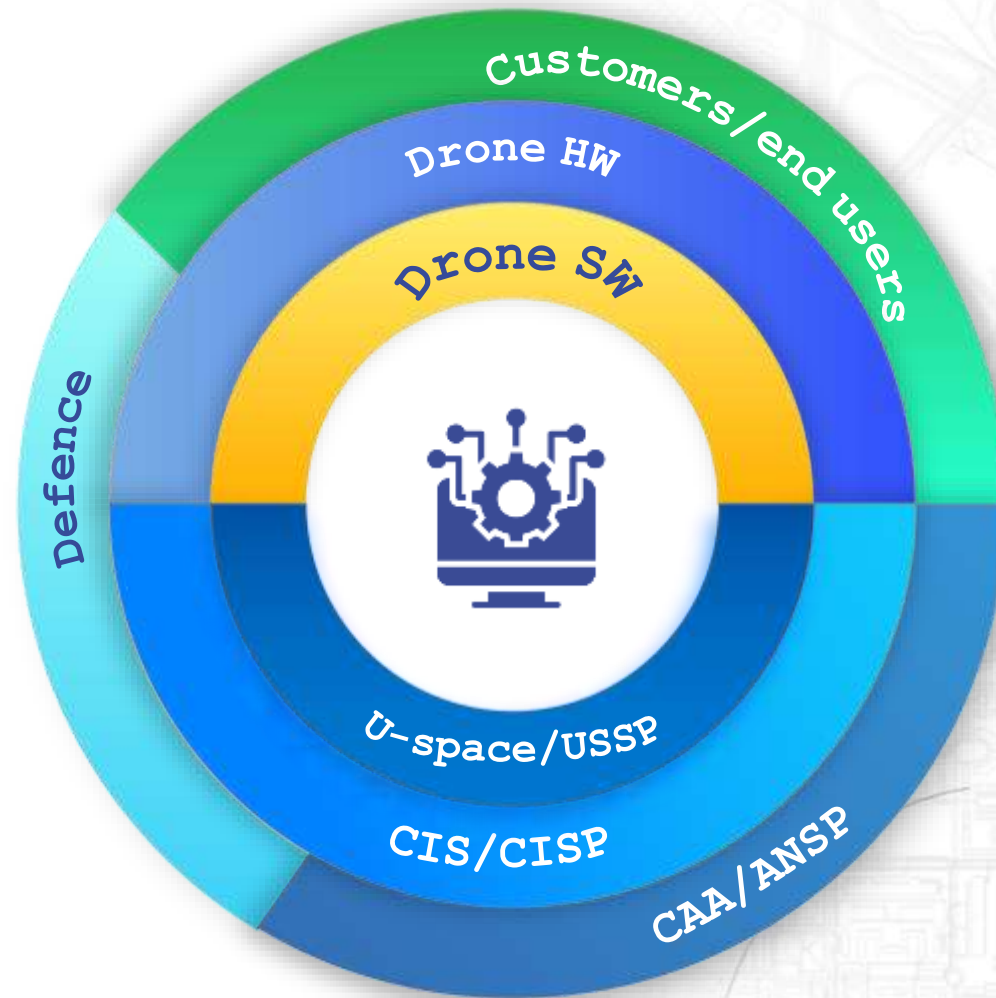 Customers/end users
Drone HW
Drone SW
Defence
U-space/USSP
CIS/CISP
CAA/ANSP